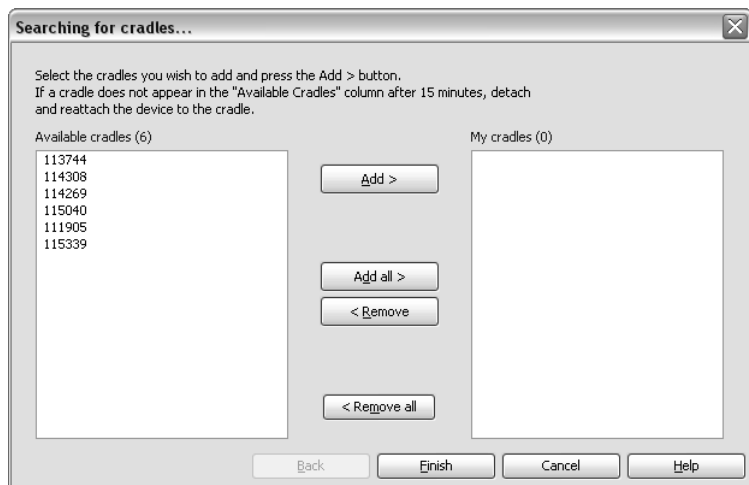 Searching for cradles...
Select the cradles you wish to add and press the Add > button.
If a cradle does not appear in the "Available Cradles" column after 15 minutes, detach
and reattach the device to the cradle.
Available cradles (6)
My cradles (0)
113744
114308
114269
115040
111905
115339
Add >
Add all >
< Remove
< Remove all
Back
Finish
Cancel
Help